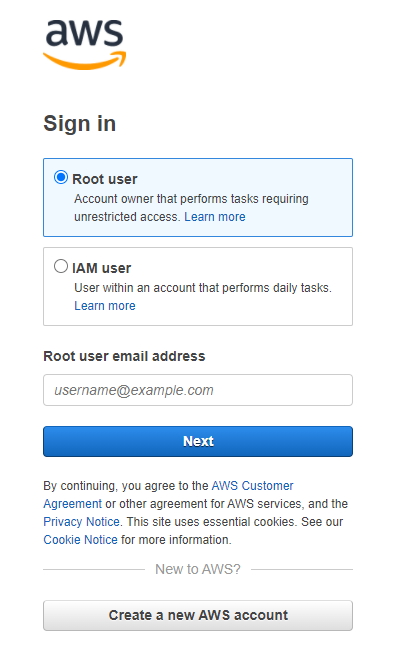 aws
Sign in
Root user
Account owner that performs tasks requiring
unrestricted access. Learn more
IAM user
User within an account that performs daily tasks.
Learn more
Root user email address
username@example.com
Next
By continuing, you agree to the AWS Customer
Agreement or other agreement for AWS services, and the
Privacy Notice. This site uses essential cookies. See our
Cookie Notice for more information.
New to AWS?
Create a new AWS account